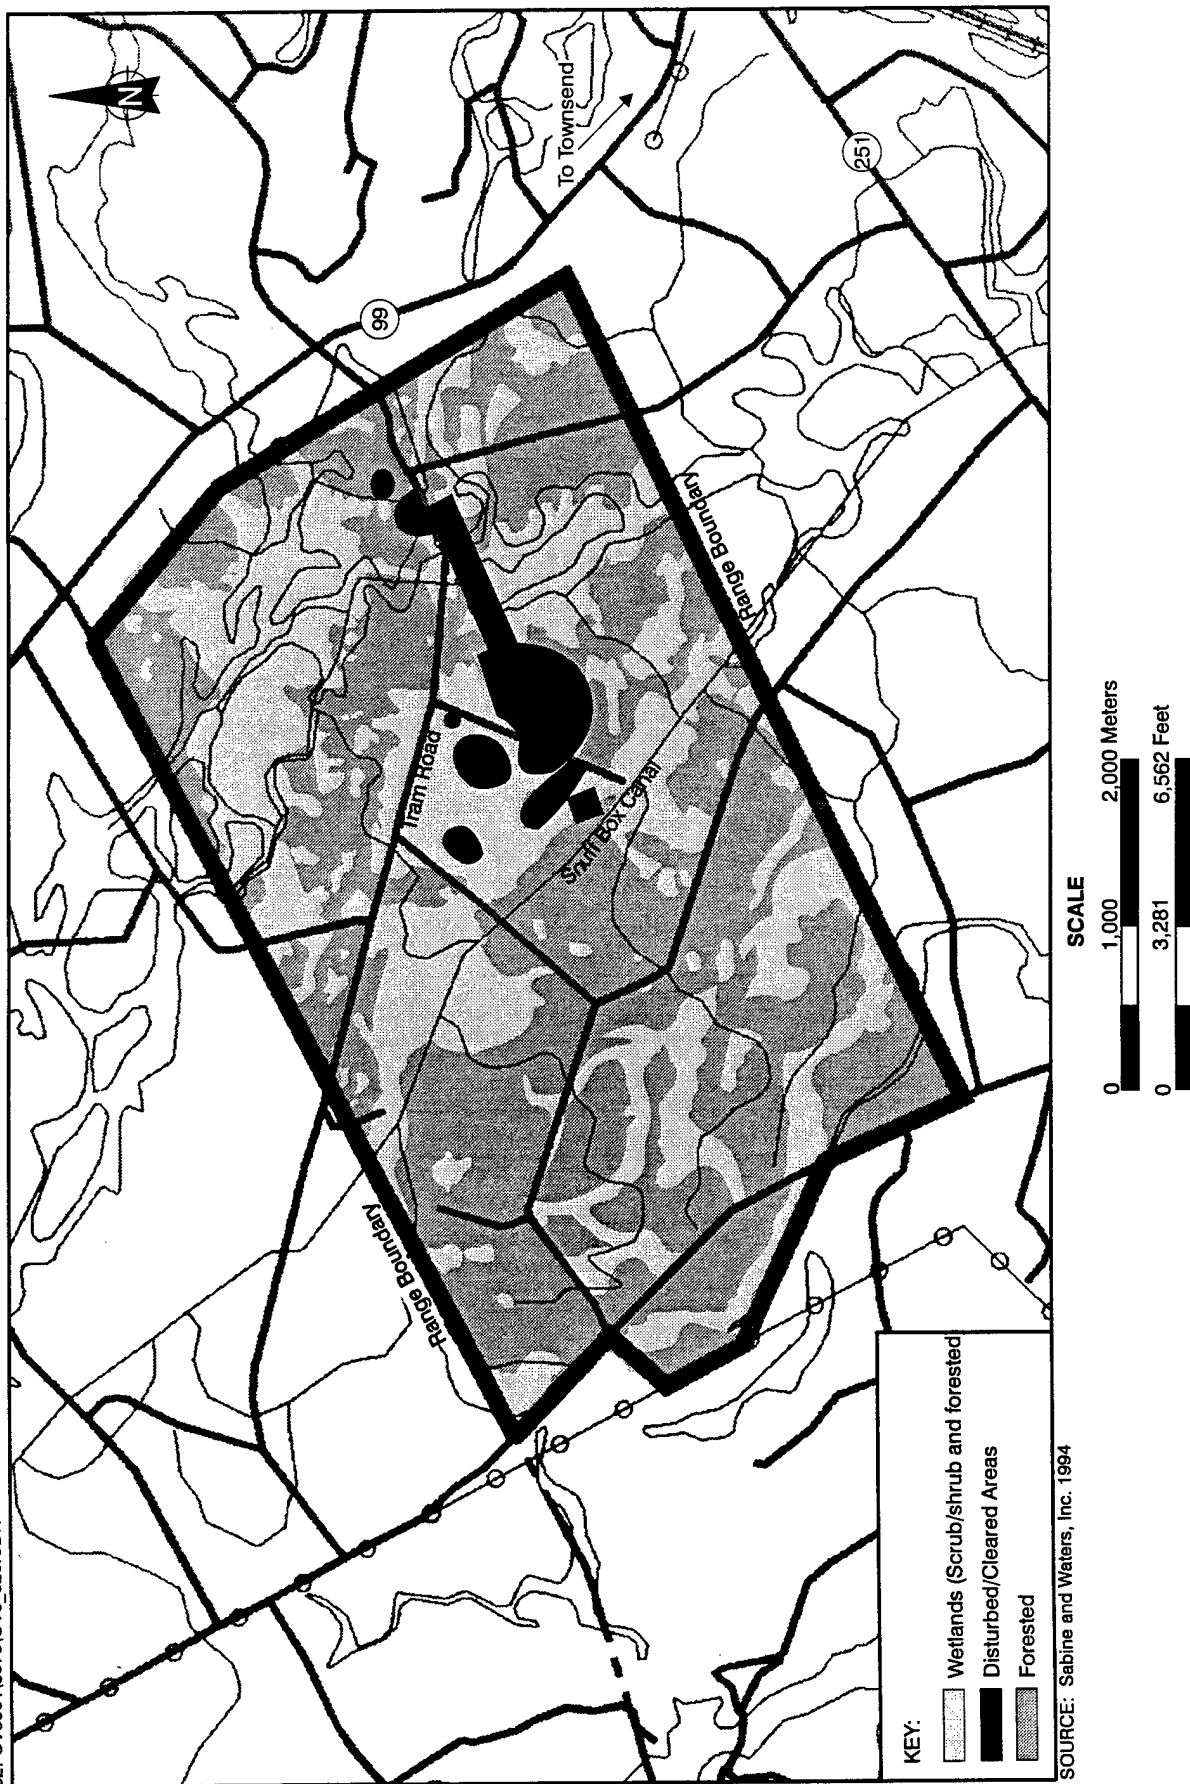 N
To Townsend
251
99
Range Boundary
Tram Road
Snuff Box Canal
Range Boundary
KEY:
Wetlands (Scrub/shrub and forested
Disturbed/Cleared Areas
Forested
SOURCE: Sabine and Waters, Inc. 1994
SCALE
0 1,000 2,000 Meters
0 3,281 6,562 Feet